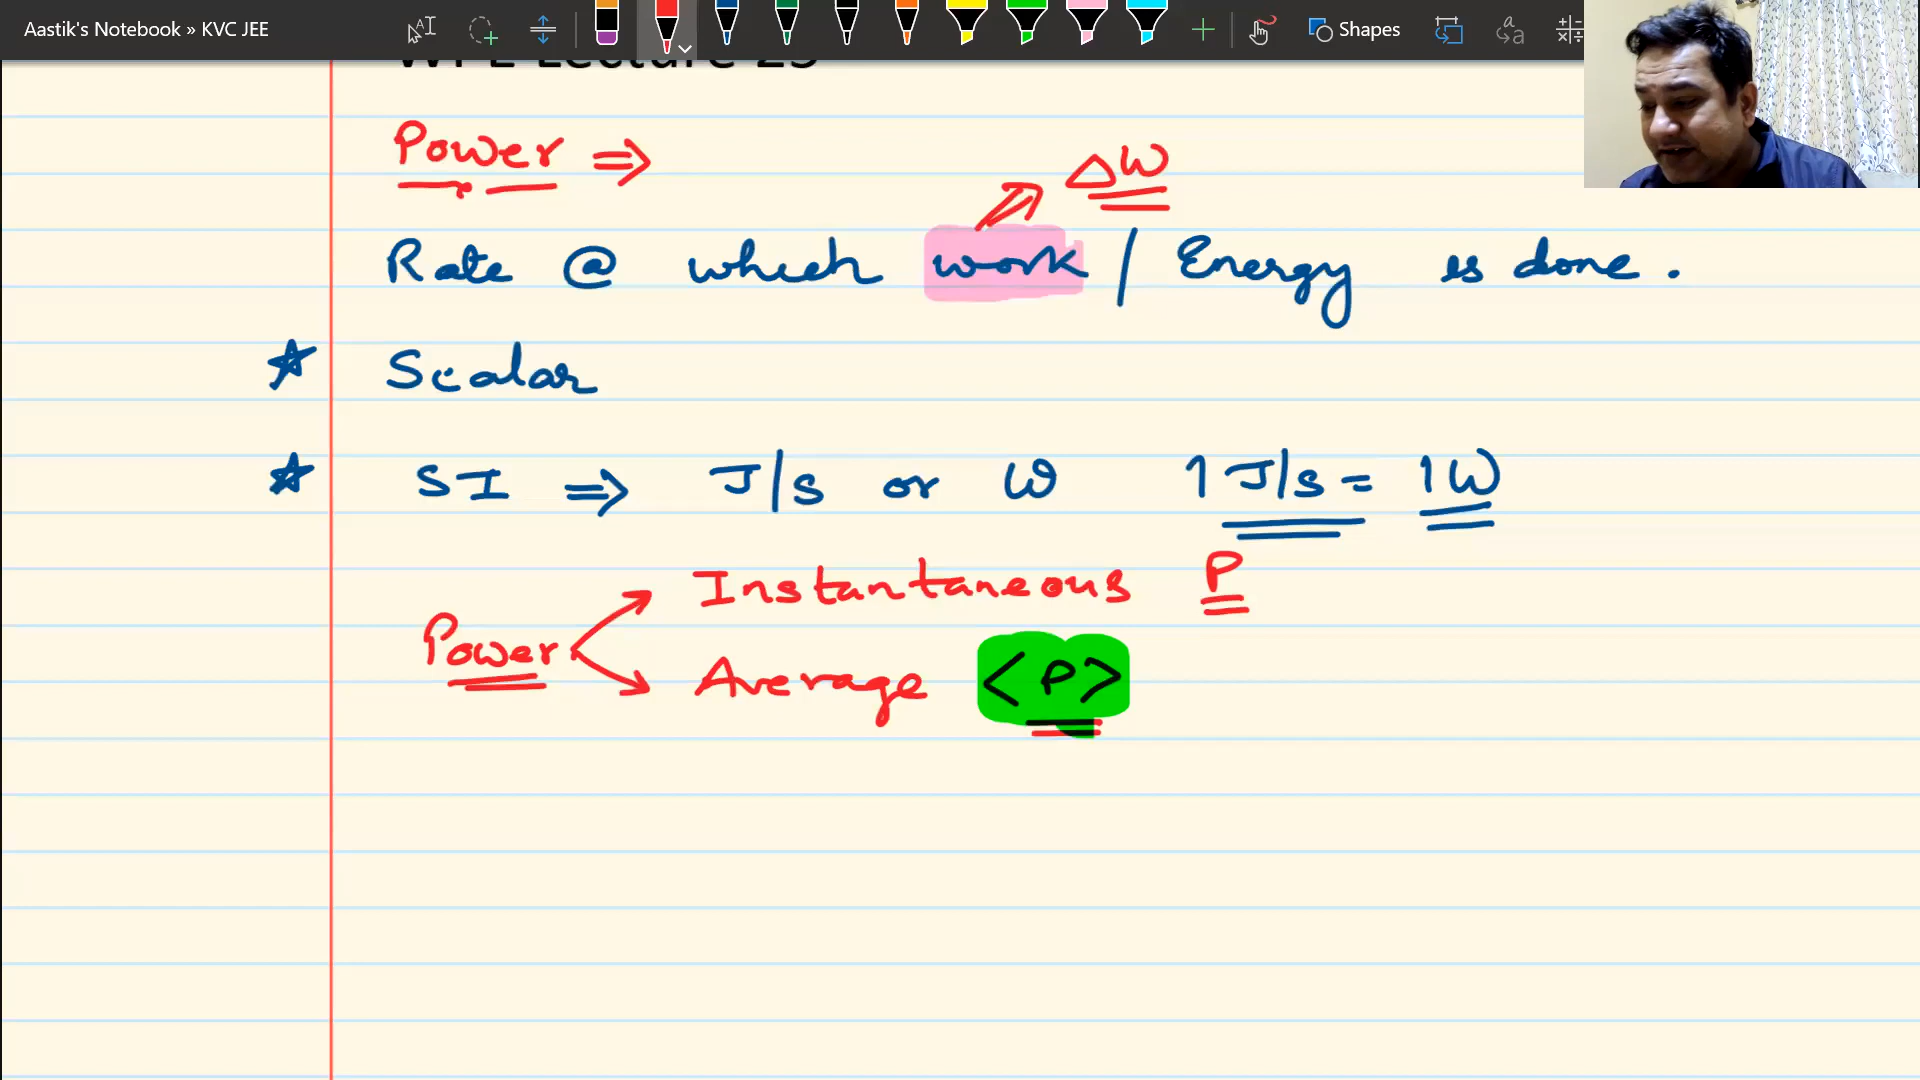 Aastik's Notebook » KVC JEE
Shapes
Lecture
Power ⇒
ΔW
Rate @ which work / Energy is done.
☆ Scalar
☆ SI ⇒ J/s or W 1 J/s = 1W
Power
Instantaneous P
Average <P>